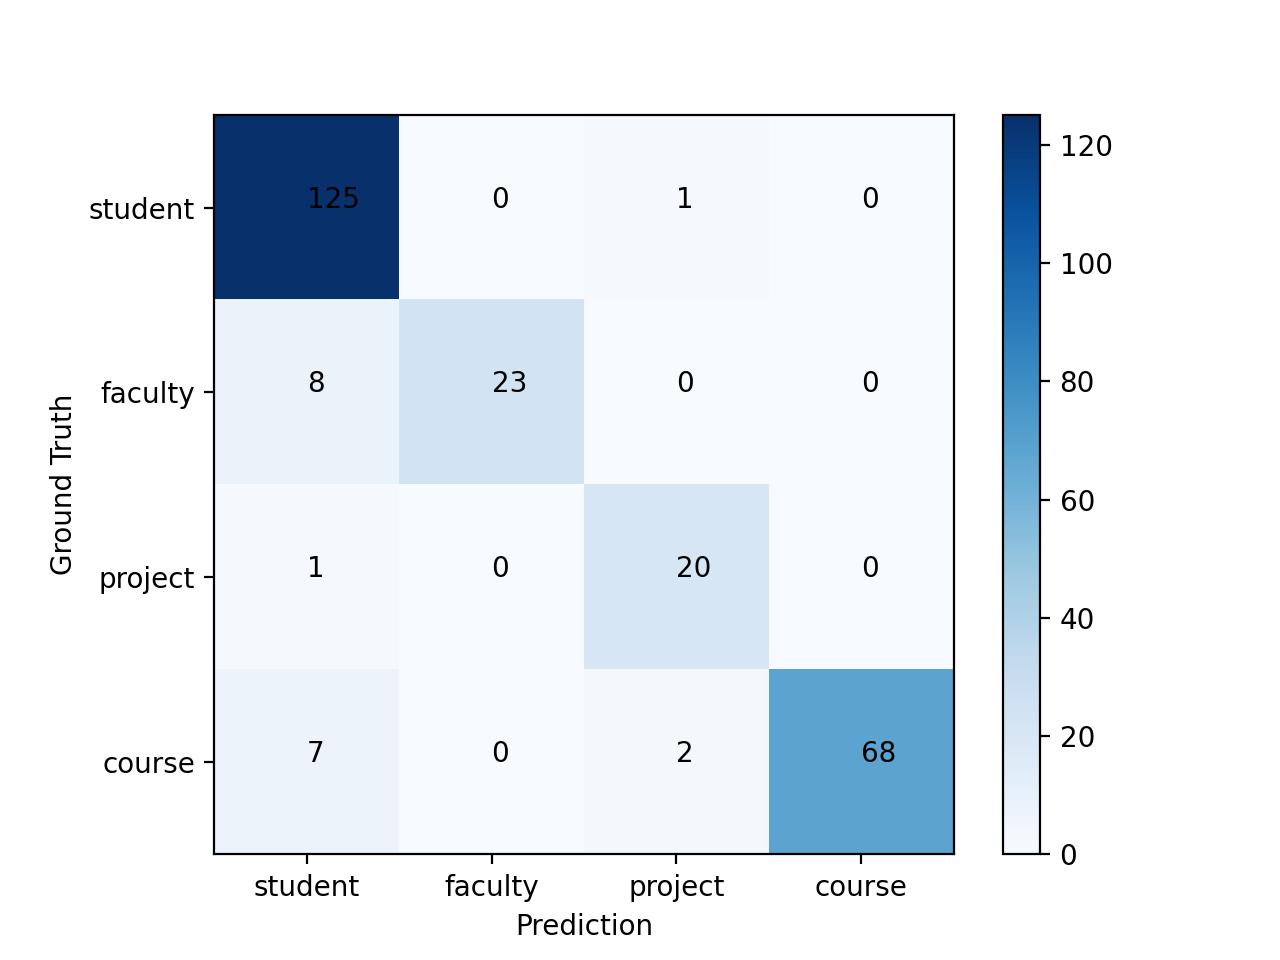 student 125 0 1 0
faculty 8 23 0 0
project 1 0 20 0
course 7 0 2 68
student faculty project course
Prediction
Ground Truth
120
100
80
60
40
20
0